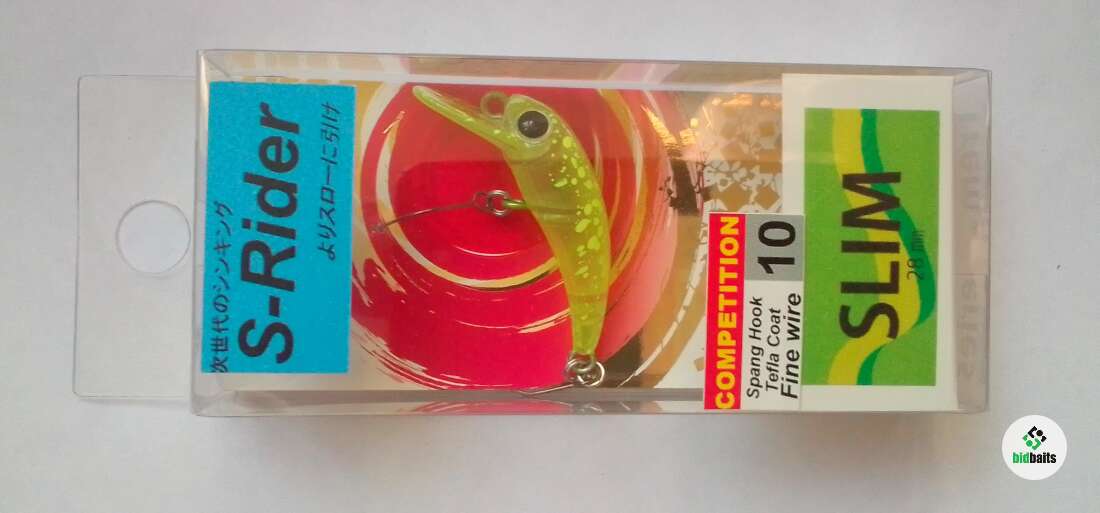 次世代のシンキング
S-Rider
よりスローに引け
COMPETITION
10
Spang Hook
Tefla Coat
Fine wire
SLIM
28mm
bidbaits